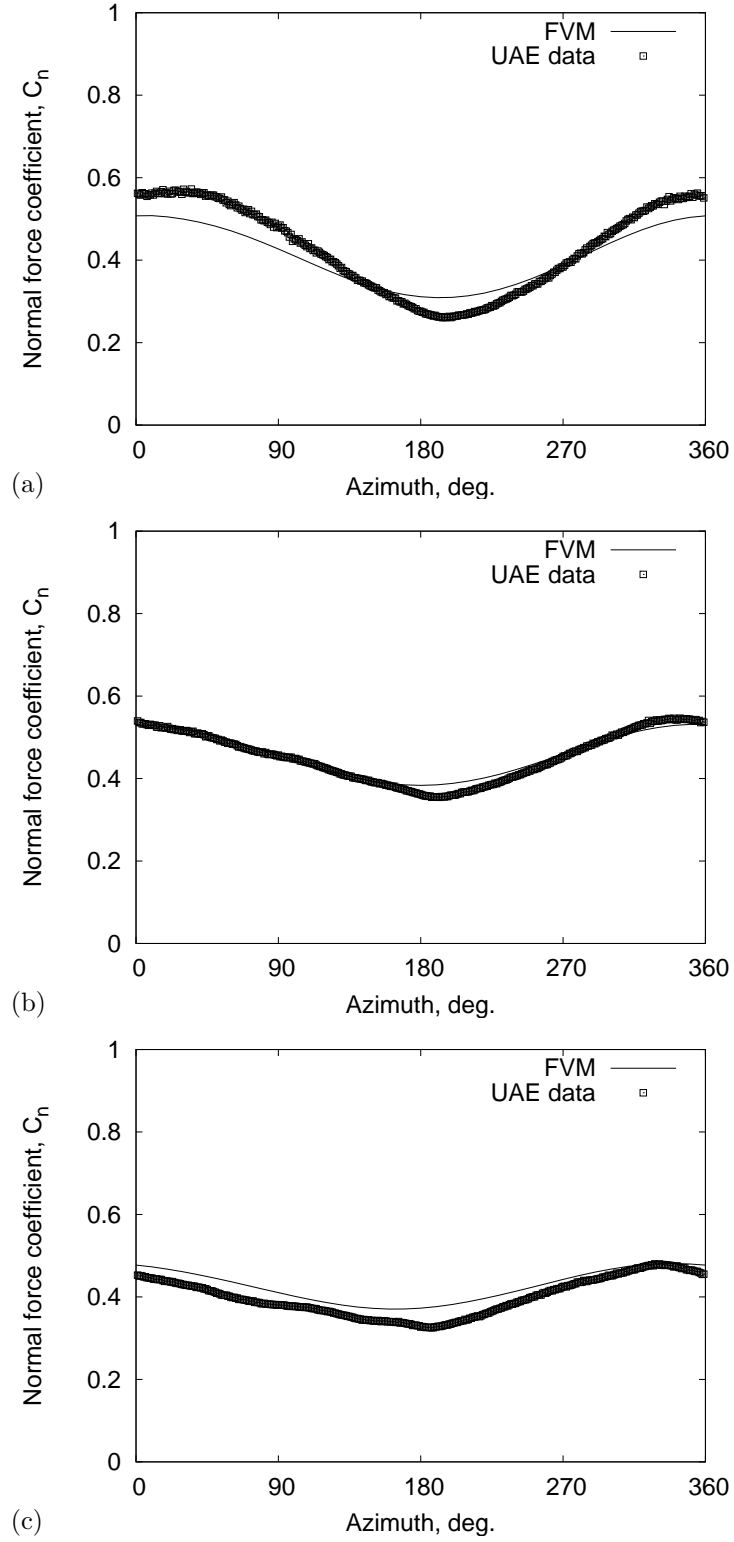 1
0.8
0.6
0.4
0.2
0
Normal force coefficient, Cn
FVM
UAE data
0 90 180 270 360
Azimuth, deg.
(a)
1
0.8
0.6
0.4
0.2
0
Normal force coefficient, Cn
FVM
UAE data
0 90 180 270 360
Azimuth, deg.
(b)
1
0.8
0.6
0.4
0.2
0
Normal force coefficient, Cn
FVM
UAE data
0 90 180 270 360
Azimuth, deg.
(c)